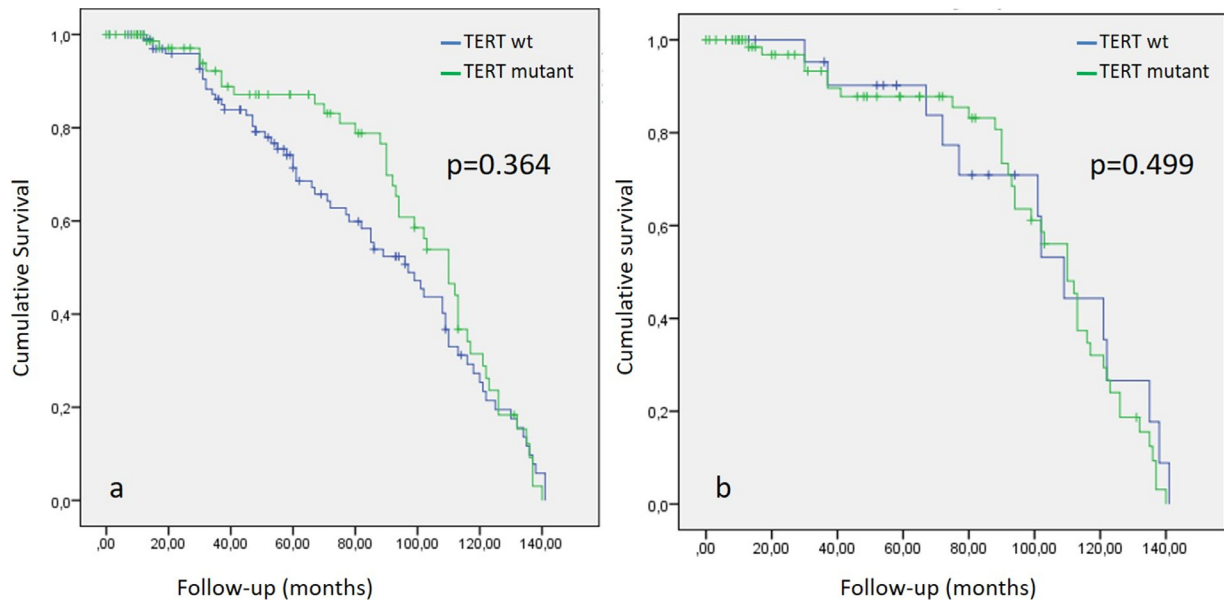 TERT wt
TERT mutant
p=0.364
1,0
0,8
0,6
0,4
0,2
0,0
Cumulative Survival
a
,00
20,00
40,00
60,00
80,00
100,00
120,00
140,00
Follow-up (months)
TERT wt
TERT mutant
p=0.499
1,0
0,8
0,6
0,4
0,2
0,0
Cumulative survival
b
,00
20,00
40,00
60,00
80,00
100,00
120,00
140,00
Follow-up (months)